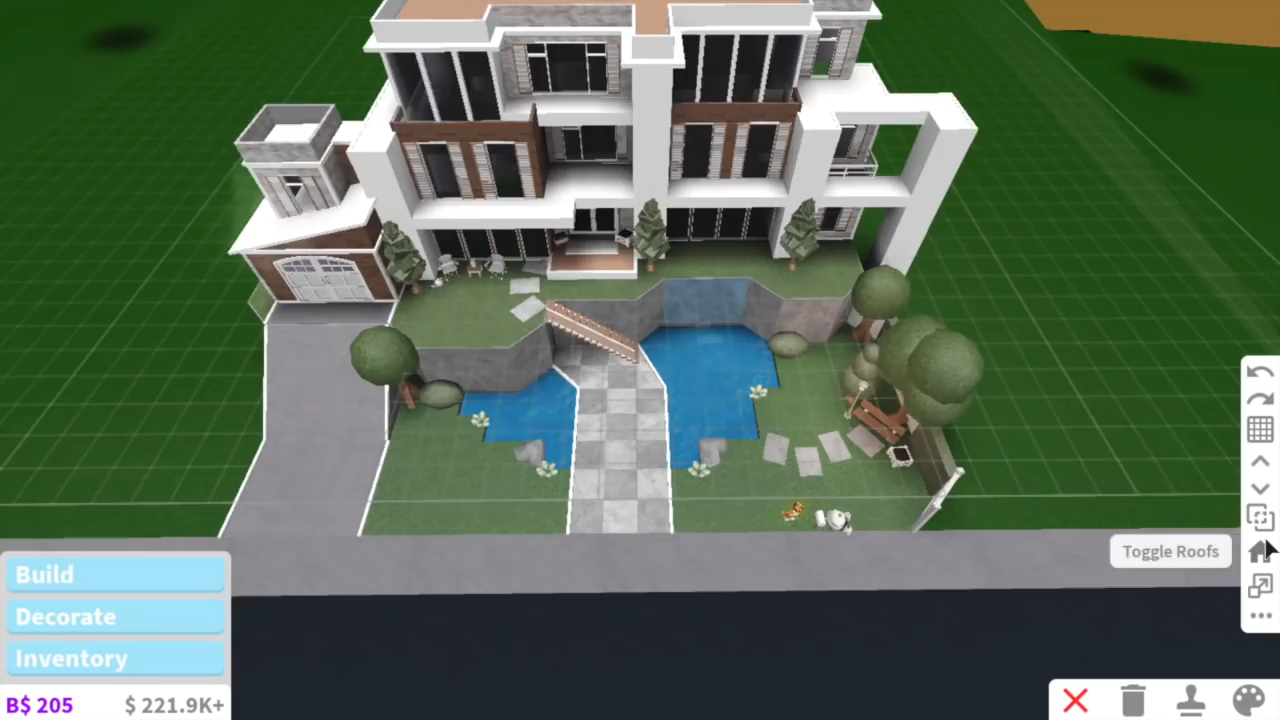 Toggle Roofs
Build
Decorate
Inventory
B$ 205
$ 221.9K+